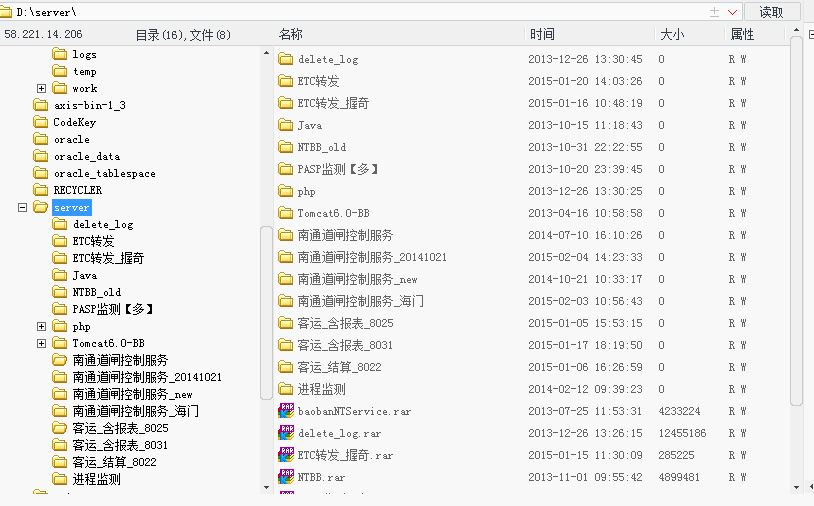 D:\server\ 读取
58.221.14.206 目录(16),文件(8)
名称 时间 大小 属性
logs
temp
work
axis-bin-1_3
CodeKey
oracle
oracle_data
oracle_tablespace
RECYCLER
server
delete_log
ETC转发
ETC转发_握奇
Java
NTBB_old
PASP监测【多】
php
Tomcat6.0-BB
南通道闸控制服务
南通道闸控制服务_20141021
南通道闸控制服务_new
南通道闸控制服务_海门
客运_含报表_8025
客运_含报表_8031
客运_结算_8022
进程监测
delete_log 2013-12-26 13:30:45 0 R W
ETC转发 2015-01-20 14:03:26 0 R W
ETC转发_握奇 2015-01-16 10:48:19 0 R W
Java 2013-10-15 11:18:43 0 R W
NTBB_old 2013-10-31 22:22:55 0 R W
PASP监测【多】 2013-10-20 23:39:45 0 R W
php 2013-12-26 13:30:25 0 R W
Tomcat6.0-BB 2013-04-16 10:58:58 0 R W
南通道闸控制服务 2014-07-10 16:10:26 0 R W
南通道闸控制服务_20141021 2015-02-04 14:23:33 0 R W
南通道闸控制服务_new 2014-10-21 10:33:17 0 R W
南通道闸控制服务_海门 2015-02-03 10:56:43 0 R W
客运_含报表_8025 2015-01-05 15:53:15 0 R W
客运_含报表_8031 2015-01-17 18:19:50 0 R W
客运_结算_8022 2015-01-06 16:26:59 0 R W
进程监测 2014-02-12 09:39:23 0 R W
baobanNTService.rar 2013-07-25 11:53:31 4233224 R W
delete_log.rar 2013-12-26 13:26:15 12455186 R W
ETC转发_握奇.rar 2015-01-15 11:30:09 285225 R W
NTBB.rar 2013-11-01 09:55:42 4899481 R W